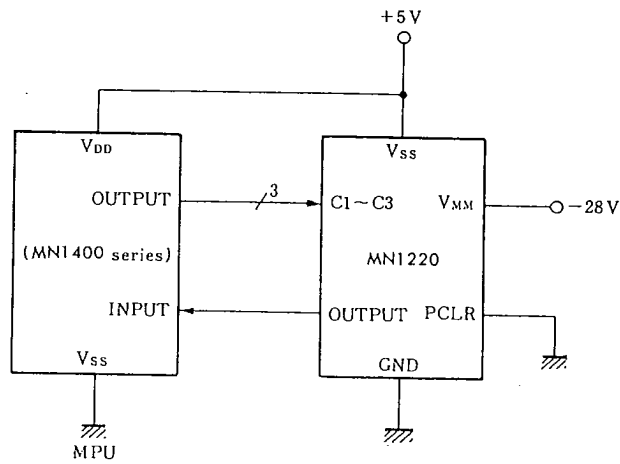 +5V
VDD
VSS
OUTPUT
3
C1~C3
VMM
-28V
(MN1400 series)
MN1220
INPUT
OUTPUT
PCLR
VSS
GND
MPU